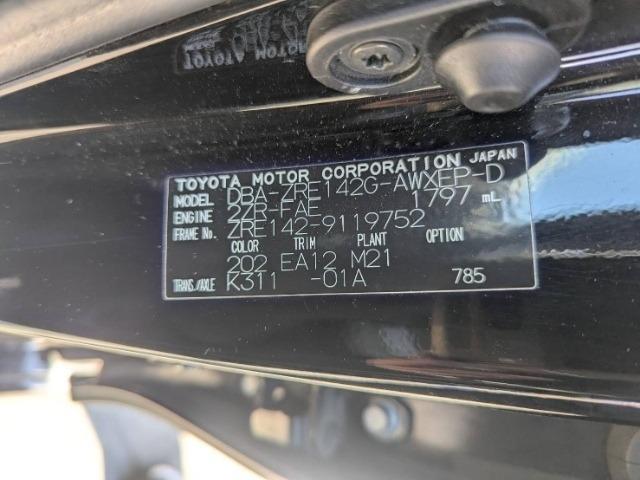 TOYOTA MOTOR CORPORATION JAPAN
MODEL DBA-ZRE142G-AWXEP-D
ENGINE 2ZR-FAE 1797 mL
FRAME No. ZRE142-9119752
COLOR TRIM PLANT OPTION
202 EA12 M21
TRANS./AXLE K311 -01A 785